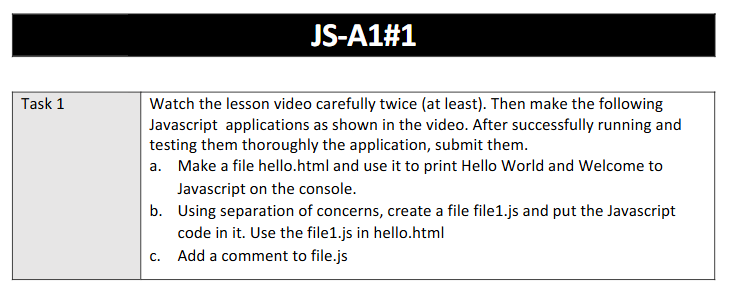 JS-A1#1
Task 1
Watch the lesson video carefully twice (at least). Then make the following
Javascript  applications as shown in the video. After successfully running and
testing them thoroughly the application, submit them.
a. Make a file hello.html and use it to print Hello World and Welcome to
Javascript on the console.
b. Using separation of concerns, create a file file1.js and put the Javascript
code in it. Use the file1.js in hello.html
c. Add a comment to file.js